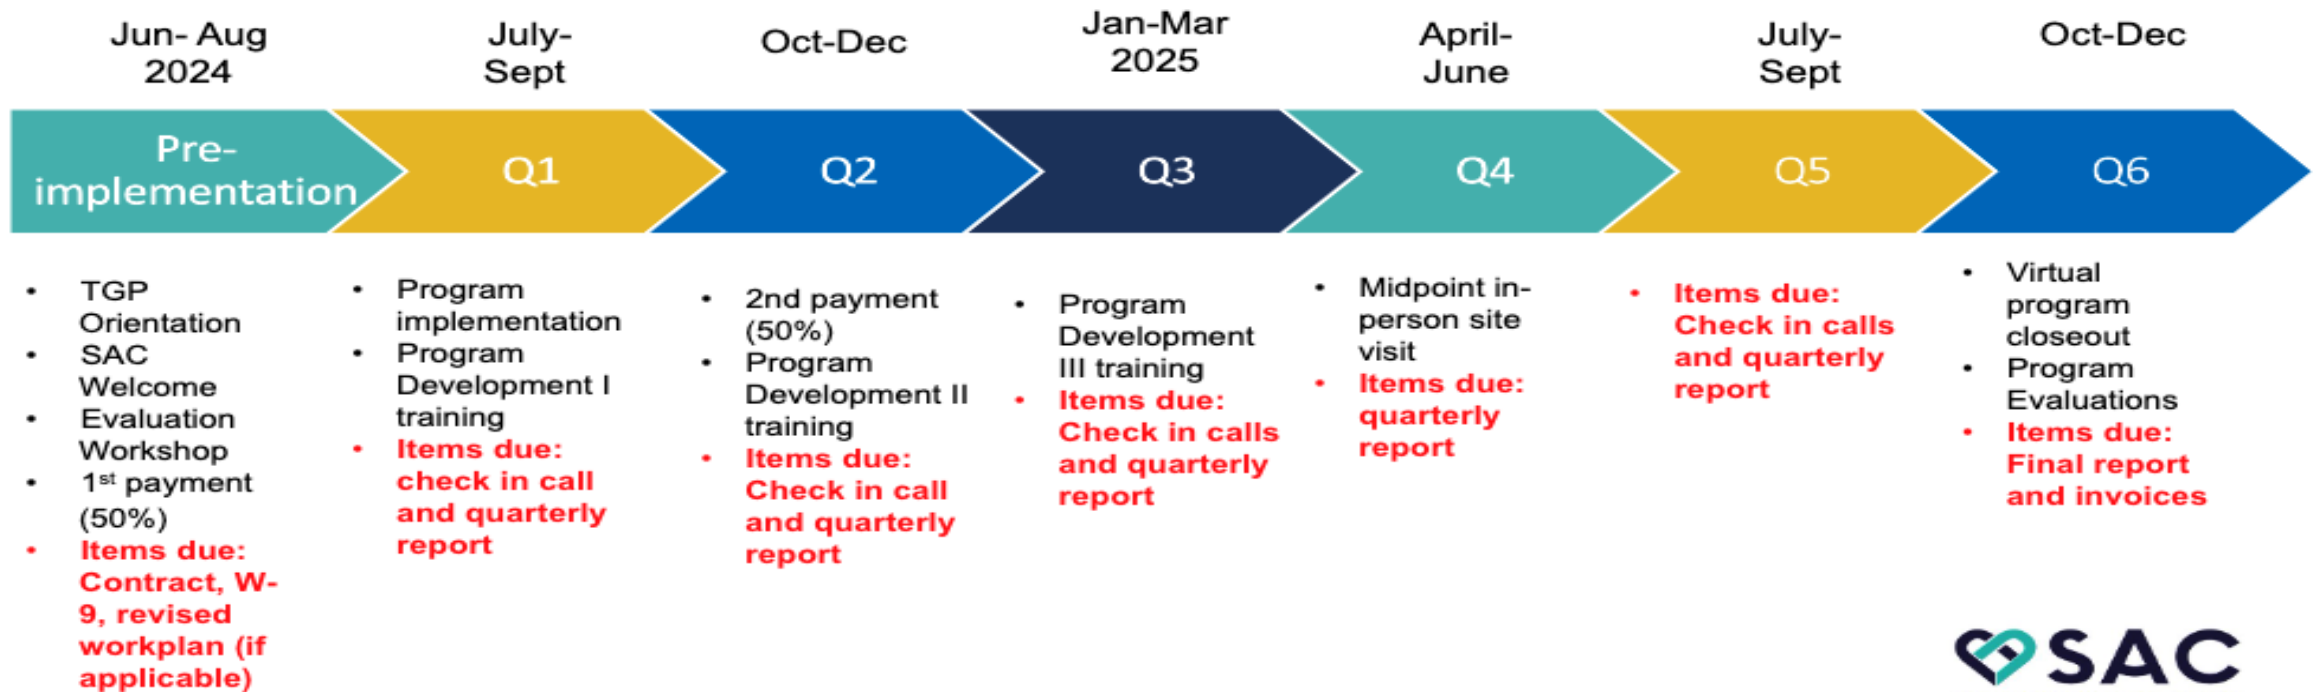 Jun- Aug
2024
July-
Sept
Oct-Dec
Jan-Mar
2025
April-
June
July-
Sept
Oct-Dec
Pre-
implementation
Q1
Q2
Q3
Q4
Q5
Q6
• TGP
Orientation
• SAC
Welcome
• Evaluation
Workshop
• 1st payment
(50%)
• Items due:
Contract, W-
9, revised
workplan (if
applicable)
• Program
implementation
• Program
Development I
training
• Items due:
check in call
and quarterly
report
• 2nd payment
(50%)
• Program
Development II
training
• Items due:
Check in call
and quarterly
report
• Program
Development
III training
• Items due:
Check in calls
and quarterly
report
• Midpoint in-
person site
visit
• Items due:
quarterly
report
• Items due:
Check in calls
and quarterly
report
• Virtual
program
closeout
• Program
Evaluations
• Items due:
Final report
and invoices
SAC